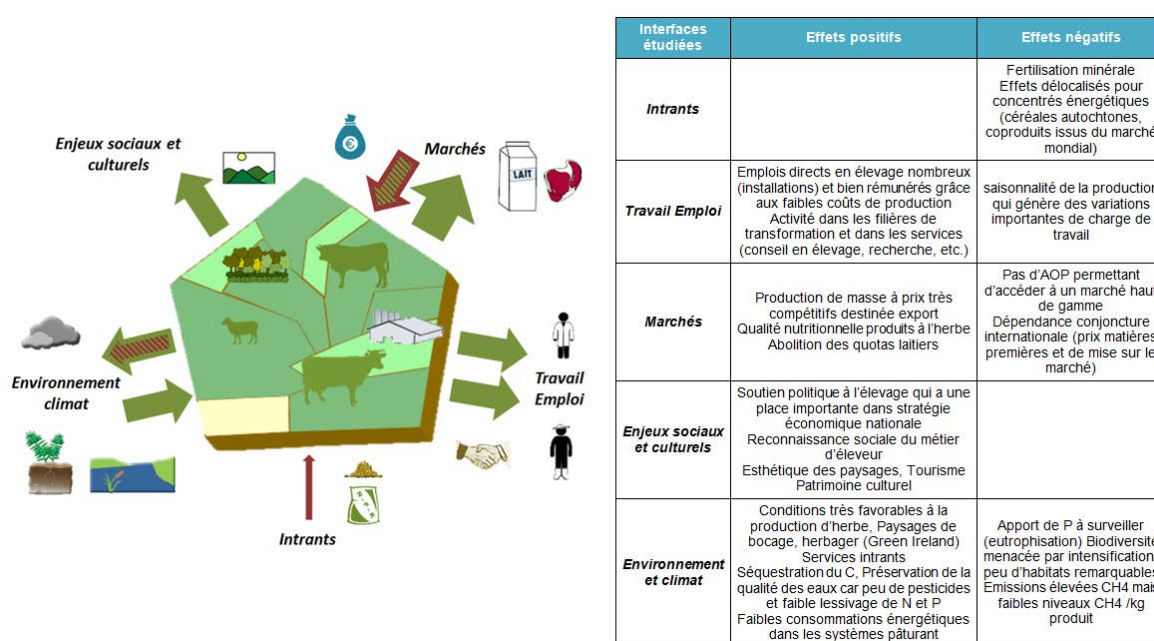 Enjeux sociaux et
culturels
Marchés
LAIT
Environnement
climat
Travail
Emploi
N-P-K
Intrants
Interfaces
étudiées
Effets positifs
Effets négatifs
Intrants
Fertilisation minérale
Effets délocalisés pour
concentrés énergétiques
(céréales autochtones,
coproduits issus du marché
mondial)
Travail Emploi
Emplois directs en élevage nombreux
(installations) et bien rémunérés grâce
aux faibles coûts de production
Activité dans les filières de
transformation et dans les services
(conseil en élevage, recherche, etc.)
saisonnalité de la production
qui génère des variations
importantes de charge de
travail
Marchés
Production de masse à prix très
compétitifs destinée export
Qualité nutritionnelle produits à l'herbe
Abolition des quotas laitiers
Pas d'AOP permettant
d'accéder à un marché hau
de gamme
Dépendance conjoncture
internationale (prix matières
premières et de mise sur le
marché)
Enjeux sociaux
et culturels
Soutien politique à l'élevage qui a une
place importante dans stratégie
économique nationale
Reconnaissance sociale du métier
d'éleveur
Esthétique des paysages, Tourisme
Patrimoine culturel
Environnement
et climat
Conditions très favorables à la
production d'herbe, Paysages de
bocage, herbager (Green Ireland)
Services intrants
Séquestration du C, Préservation de la
qualité des eaux car peu de pesticides
et faible lessivage de N et P
Faibles consommations énergétiques
dans les systèmes pâturant
Apport de P à surveiller
(eutrophisation) Biodiversité
menacée par intensification
peu d'habitats remarquables
Emissions élevées CH4 mais
faibles niveaux CH4 /kg
produit